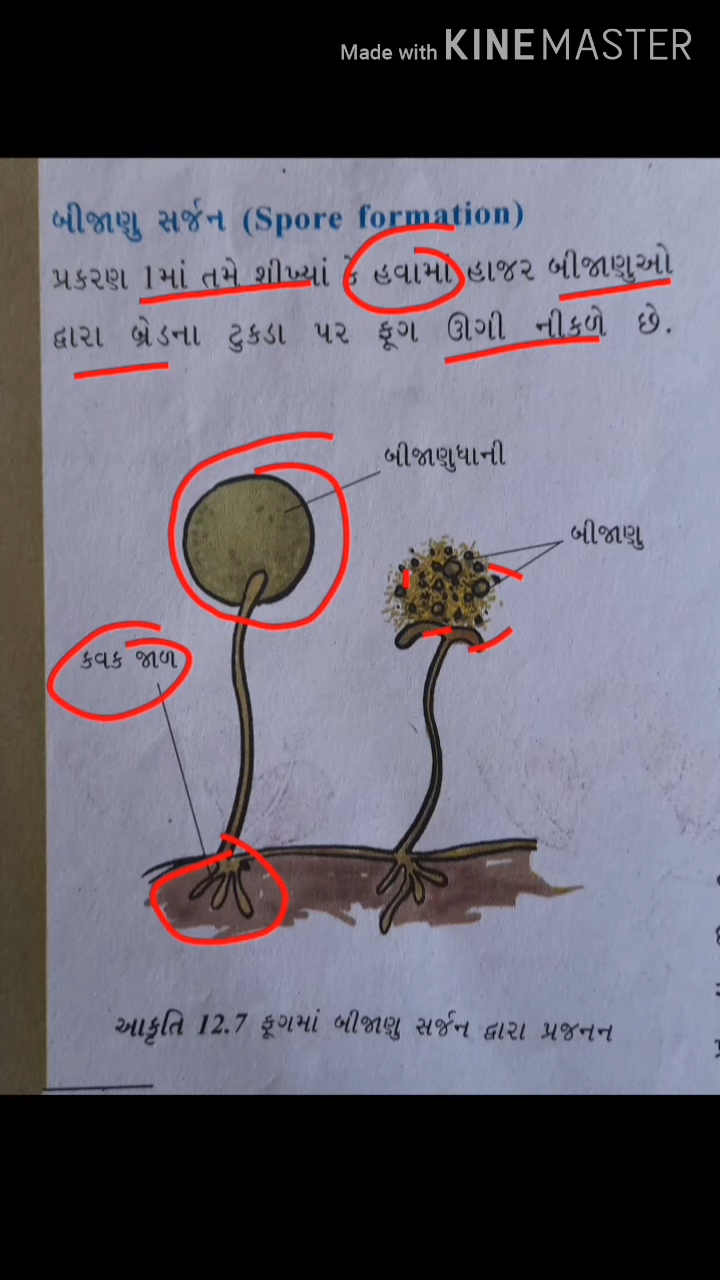 Made with KINEMASTER
બીજાણુ સર્જન (Spore formation)
પ્રકરણ 1માં તમે શીખ્યાં કે હવામાં હાજર બીજાણુઓ
દ્વારા બ્રેડના ટુકડા પર ફૂગ ઊગી નીકળે છે.
બીજાણુધાની
બીજાણુ
કવક જાળ
આકૃતિ 12.7 ફૂગમાં બીજાણુ સર્જન દ્વારા પ્રજનન